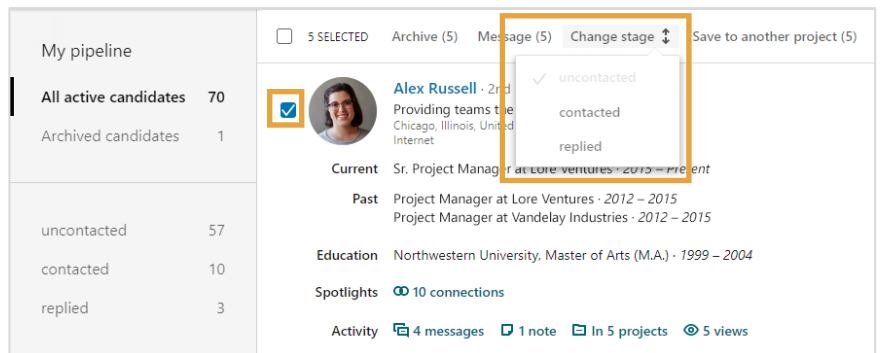 My pipeline
All active candidates 70
Archived candidates 1
uncontacted 57
contacted 10
replied 3
5 SELECTED Archive (5) Message (5) Change stage Save to another project (5)
uncontacted
contacted
replied
Alex Russell · 2nd
Providing teams the
Chicago, Illinois, United
Internet
Current Sr. Project Manager at Lore Ventures · 2015 – Present
Past Project Manager at Lore Ventures · 2012 – 2015
Project Manager at Vandelay Industries · 2012 – 2015
Education Northwestern University, Master of Arts (M.A.) · 1999 – 2004
Spotlights 10 connections
Activity 4 messages 1 note In 5 projects 5 views